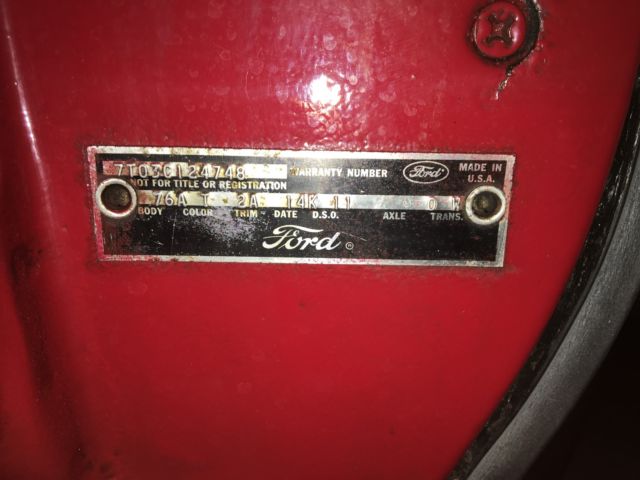 7T03C124748 WARRANTY NUMBER Ford MADE IN U.S.A.
NOT FOR TITLE OR REGISTRATION
76A T 2A 14K 11 0 W
BODY COLOR TRIM DATE D.S.O. AXLE TRANS.
Ford ®